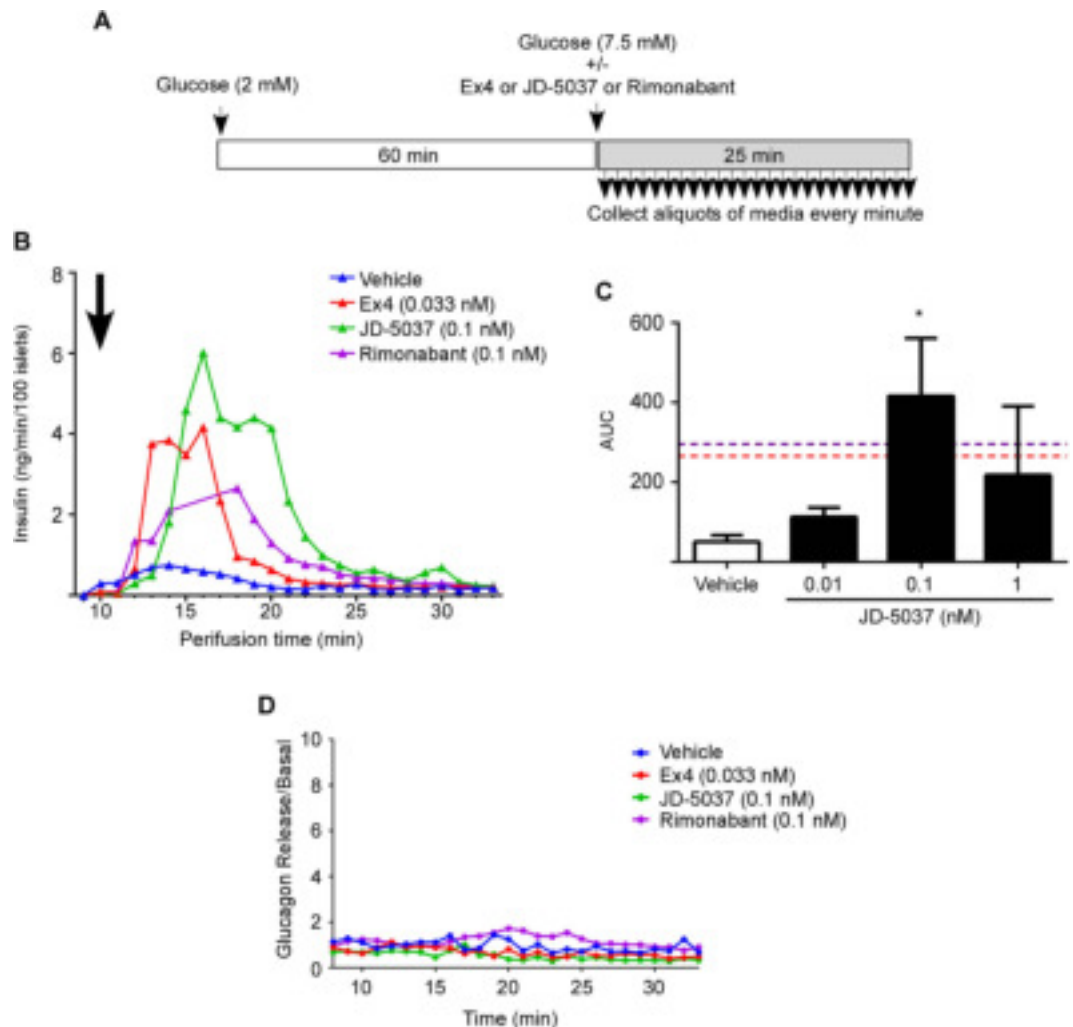 A
Glucose (2 mM)
Glucose (7.5 mM)
+/-
Ex4 or JD-5037 or Rimonabant
60 min
25 min
Collect aliquots of media every minute
B
Insulin (ng/min/100 islets)
8
6
4
2
10
15
20
25
30
Perifusion time (min)
Vehicle
Ex4 (0.033 nM)
JD-5037 (0.1 nM)
Rimonabant (0.1 nM)
C
AUC
600
400
200
*
Vehicle
0.01
0.1
1
JD-5037 (nM)
D
Glucagon Release/Basal
10
8
6
4
2
0
10
15
20
25
30
Time (min)
Vehicle
Ex4 (0.033 nM)
JD-5037 (0.1 nM)
Rimonabant (0.1 nM)